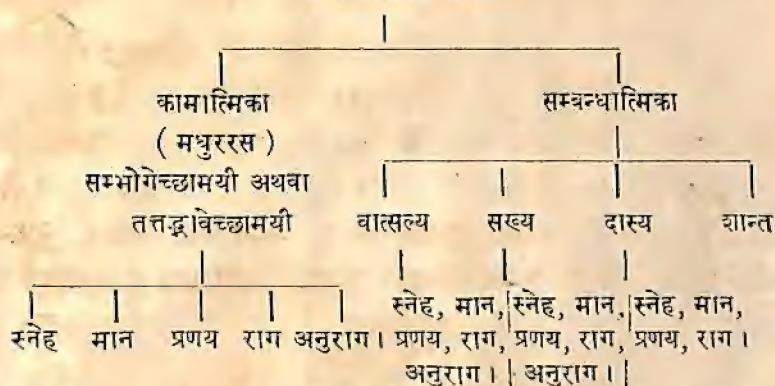 कामात्मिका
( मधुररस )
सम्भोगेच्छामयी अथवा
तत्तद्भावेच्छामयी
स्नेह मान प्रणय राग अनुराग ।
सम्बन्धात्मिका
वात्सल्य सख्य दास्य शान्त
स्नेह, मान, स्नेह, मान, स्नेह, मान,
प्रणय, राग, प्रणय, राग, प्रणय, राग ।
अनुराग । अनुराग ।